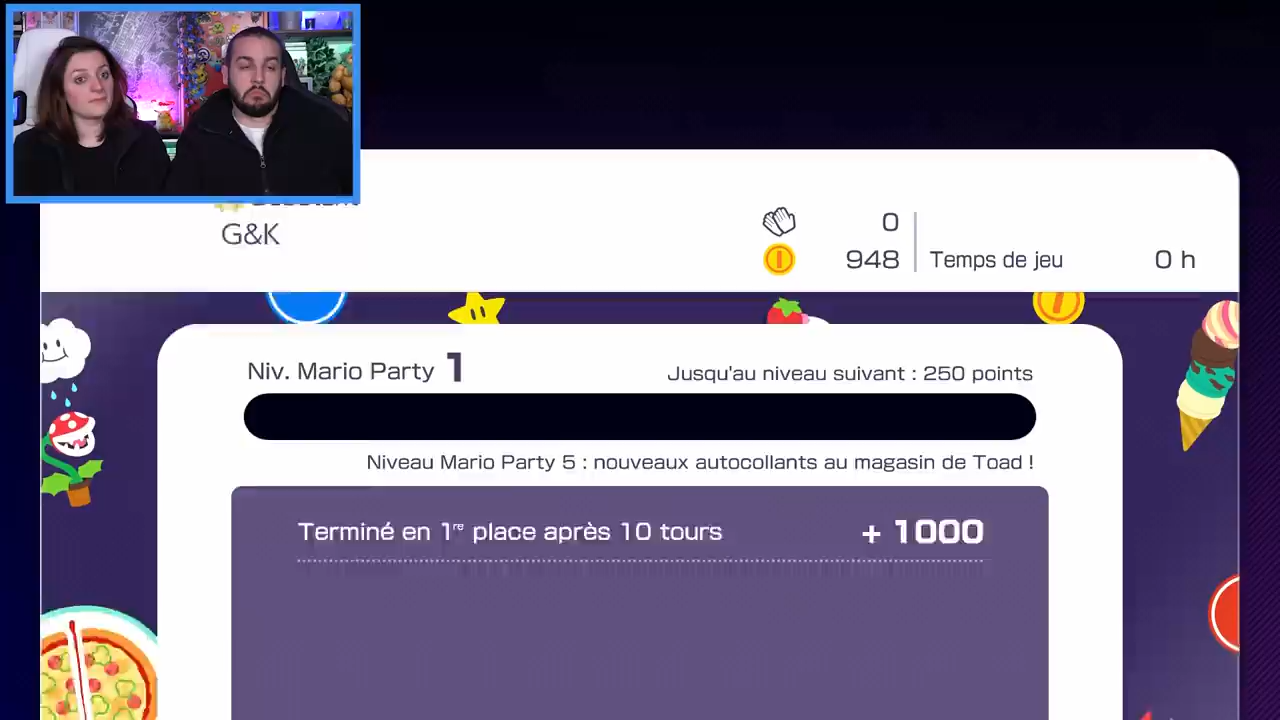 G&K
0
948
Temps de jeu 0 h
Niv. Mario Party 1
Jusqu'au niveau suivant : 250 points
Niveau Mario Party 5 : nouveaux autocollants au magasin de Toad !
Terminé en 1re place après 10 tours + 1000